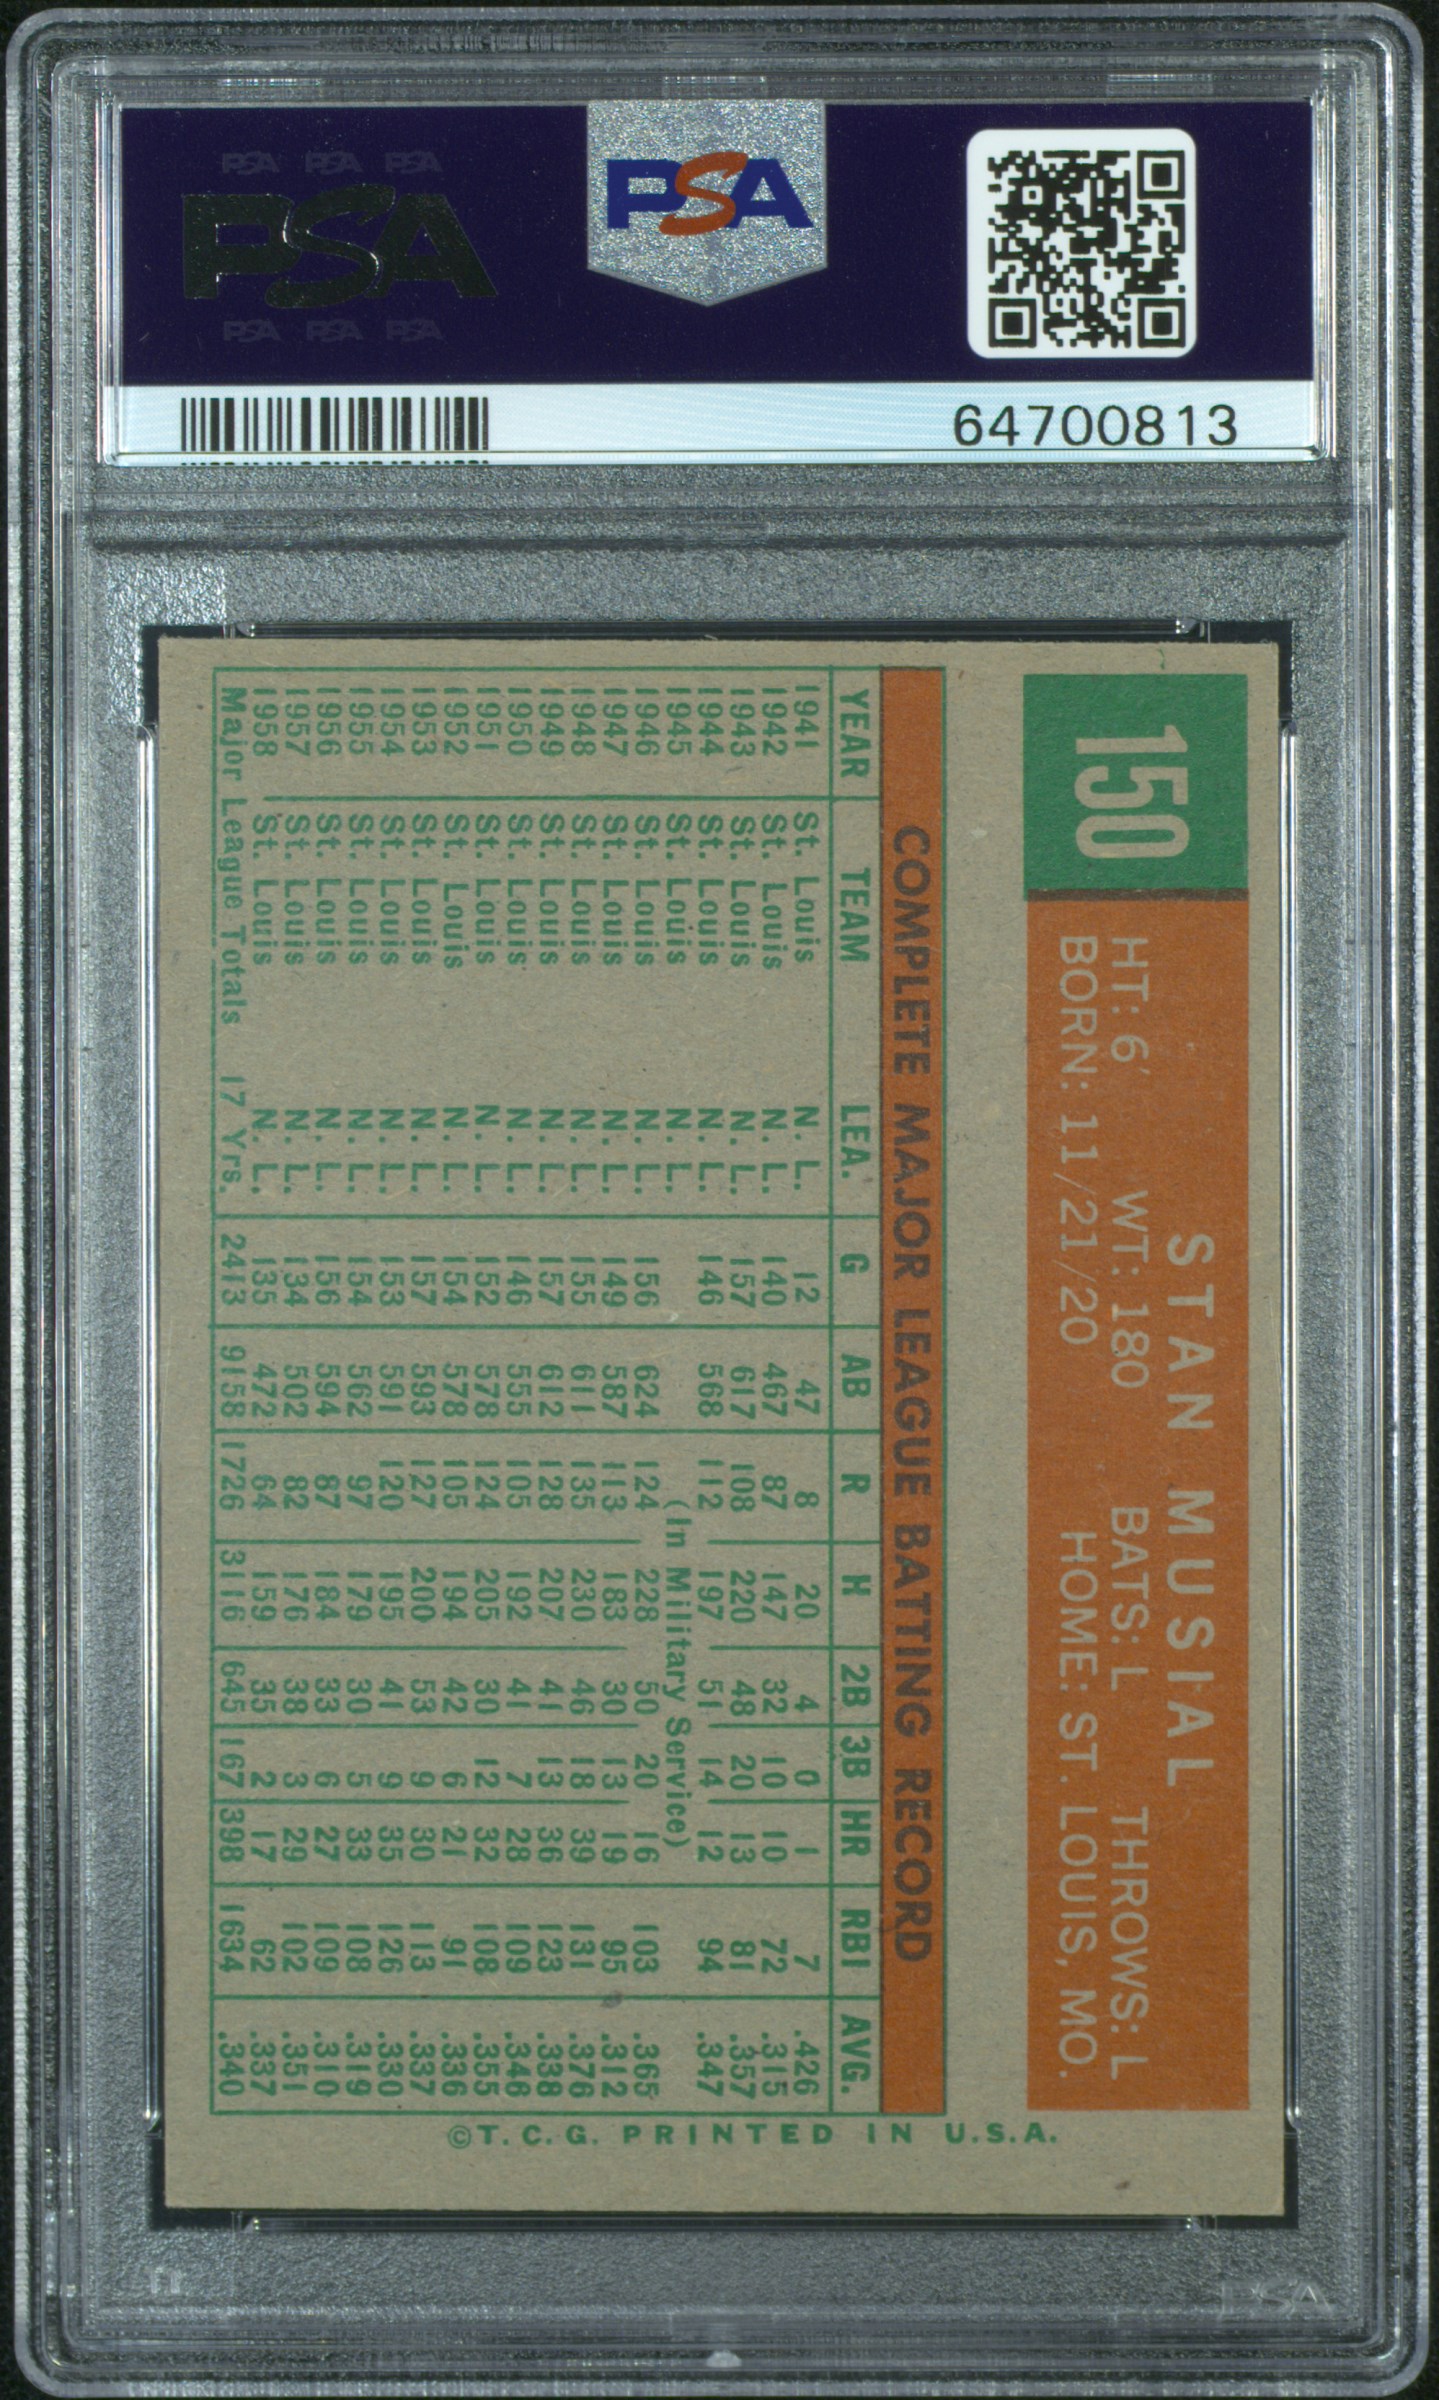 PSA PSA PSA
PSA
PSA PSA PSA
PSA
64700813
150
STAN MUSIAL
HT: 6′ WT: 180 BATS: L THROWS: L
BORN: 11/21/20 HOME: ST. LOUIS, MO.
COMPLETE MAJOR LEAGUE BATTING RECORD
YEAR TEAM LEA. G AB R H 2B 3B HR RBI AVG.
1941 St. Louis N. L. 12 47 8 20 4 0 1 7 .426
1942 St. Louis N. L. 140 467 87 147 32 10 10 72 .315
1943 St. Louis N. L. 157 617 108 220 48 20 13 81 .357
1944 St. Louis N. L. 146 568 112 197 51 14 12 94 .347
1945 St. Louis N. L. (In Military Service)
1946 St. Louis N. L. 156 624 124 228 50 20 16 103 .365
1947 St. Louis N. L. 149 587 113 183 30 13 19 95 .312
1948 St. Louis N. L. 155 611 135 230 46 18 39 131 .376
1949 St. Louis N. L. 157 612 128 207 41 13 36 123 .338
1950 St. Louis N. L. 146 555 105 192 41 7 28 109 .346
1951 St. Louis N. L. 152 578 124 205 30 12 32 108 .355
1952 St. Louis N. L. 154 578 105 194 42 6 21 91 .336
1953 St. Louis N. L. 157 593 127 200 53 9 30 113 .337
1954 St. Louis N. L. 153 591 120 195 41 9 35 126 .330
1955 St. Louis N. L. 154 562 97 179 30 5 33 108 .319
1956 St. Louis N. L. 156 594 87 184 33 6 27 109 .310
1957 St. Louis N. L. 134 502 82 176 38 3 29 102 .351
1958 St. Louis N. L. 135 472 64 159 35 2 17 62 .337
Major League Totals 17 Yrs. 2413 9158 1726 3116 645 167 398 1634 .340
©T.C.G. PRINTED IN U.S.A.
PSA